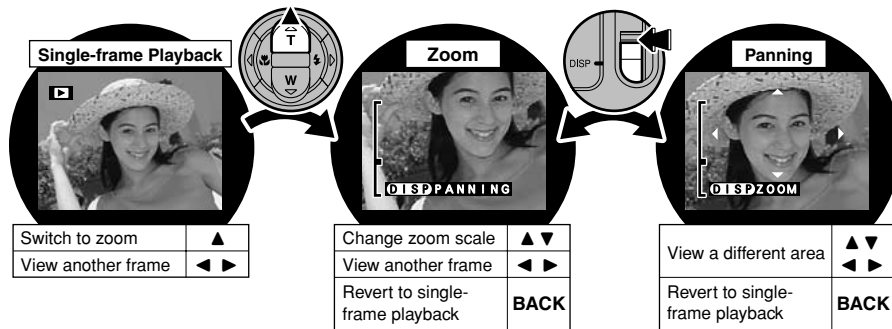 Single-frame Playback
T
W
Zoom
DISP
Panning
DISP PANNING
DISP ZOOM
Switch to zoom ▲
View another frame ◀ ▶
Change zoom scale ▲ ▼
View another frame ◀ ▶
Revert to single-
frame playback BACK
View a different area ▲ ▼
◀ ▶
Revert to single-
frame playback BACK